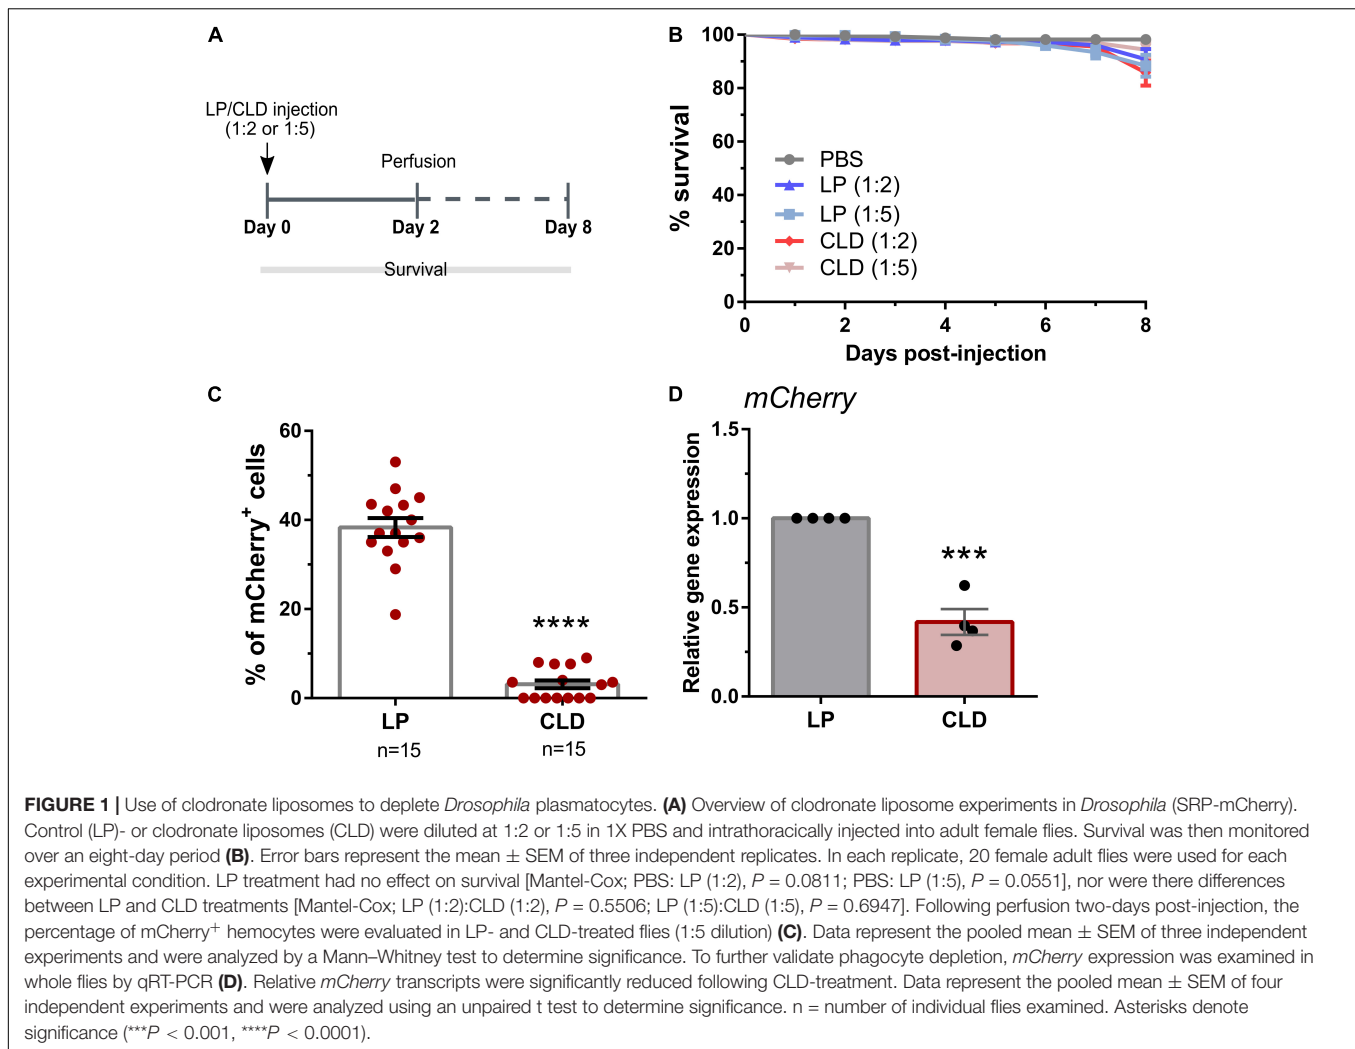 A
LP/CLD injection
(1:2 or 1:5)
Perfusion
Day 0
Day 2
Day 8
Survival
B
% survival
100
80
60
40
20
0
PBS
LP (1:2)
LP (1:5)
CLD (1:2)
CLD (1:5)
0
2
4
6
8
Days post-injection
C
% of mCherry+ cells
60
40
20
0
****
LP
CLD
n=15
n=15
D
mCherry
Relative gene expression
1.5
1.0
0.5
0.0
***
LP
CLD
FIGURE 1 | Use of clodronate liposomes to deplete Drosophila plasmatocytes. (A) Overview of clodronate liposome experiments in Drosophila (SRP-mCherry).
Control (LP)- or clodronate liposomes (CLD) were diluted at 1:2 or 1:5 in 1X PBS and intrathoracically injected into adult female flies. Survival was then monitored
over an eight-day period (B). Error bars represent the mean ± SEM of three independent replicates. In each replicate, 20 female adult flies were used for each
experimental condition. LP treatment had no effect on survival [Mantel-Cox; PBS: LP (1:2), P = 0.0811; PBS: LP (1:5), P = 0.0551], nor were there differences
between LP and CLD treatments [Mantel-Cox; LP (1:2):CLD (1:2), P = 0.5506; LP (1:5):CLD (1:5), P = 0.6947]. Following perfusion two-days post-injection, the
percentage of mCherry+ hemocytes were evaluated in LP- and CLD-treated flies (1:5 dilution) (C). Data represent the pooled mean ± SEM of three independent
experiments and were analyzed by a Mann–Whitney test to determine significance. To further validate phagocyte depletion, mCherry expression was examined in
whole flies by qRT-PCR (D). Relative mCherry transcripts were significantly reduced following CLD-treatment. Data represent the pooled mean ± SEM of four
independent experiments and were analyzed using an unpaired t test to determine significance. n = number of individual flies examined. Asterisks denote
significance (***P < 0.001, ****P < 0.0001).